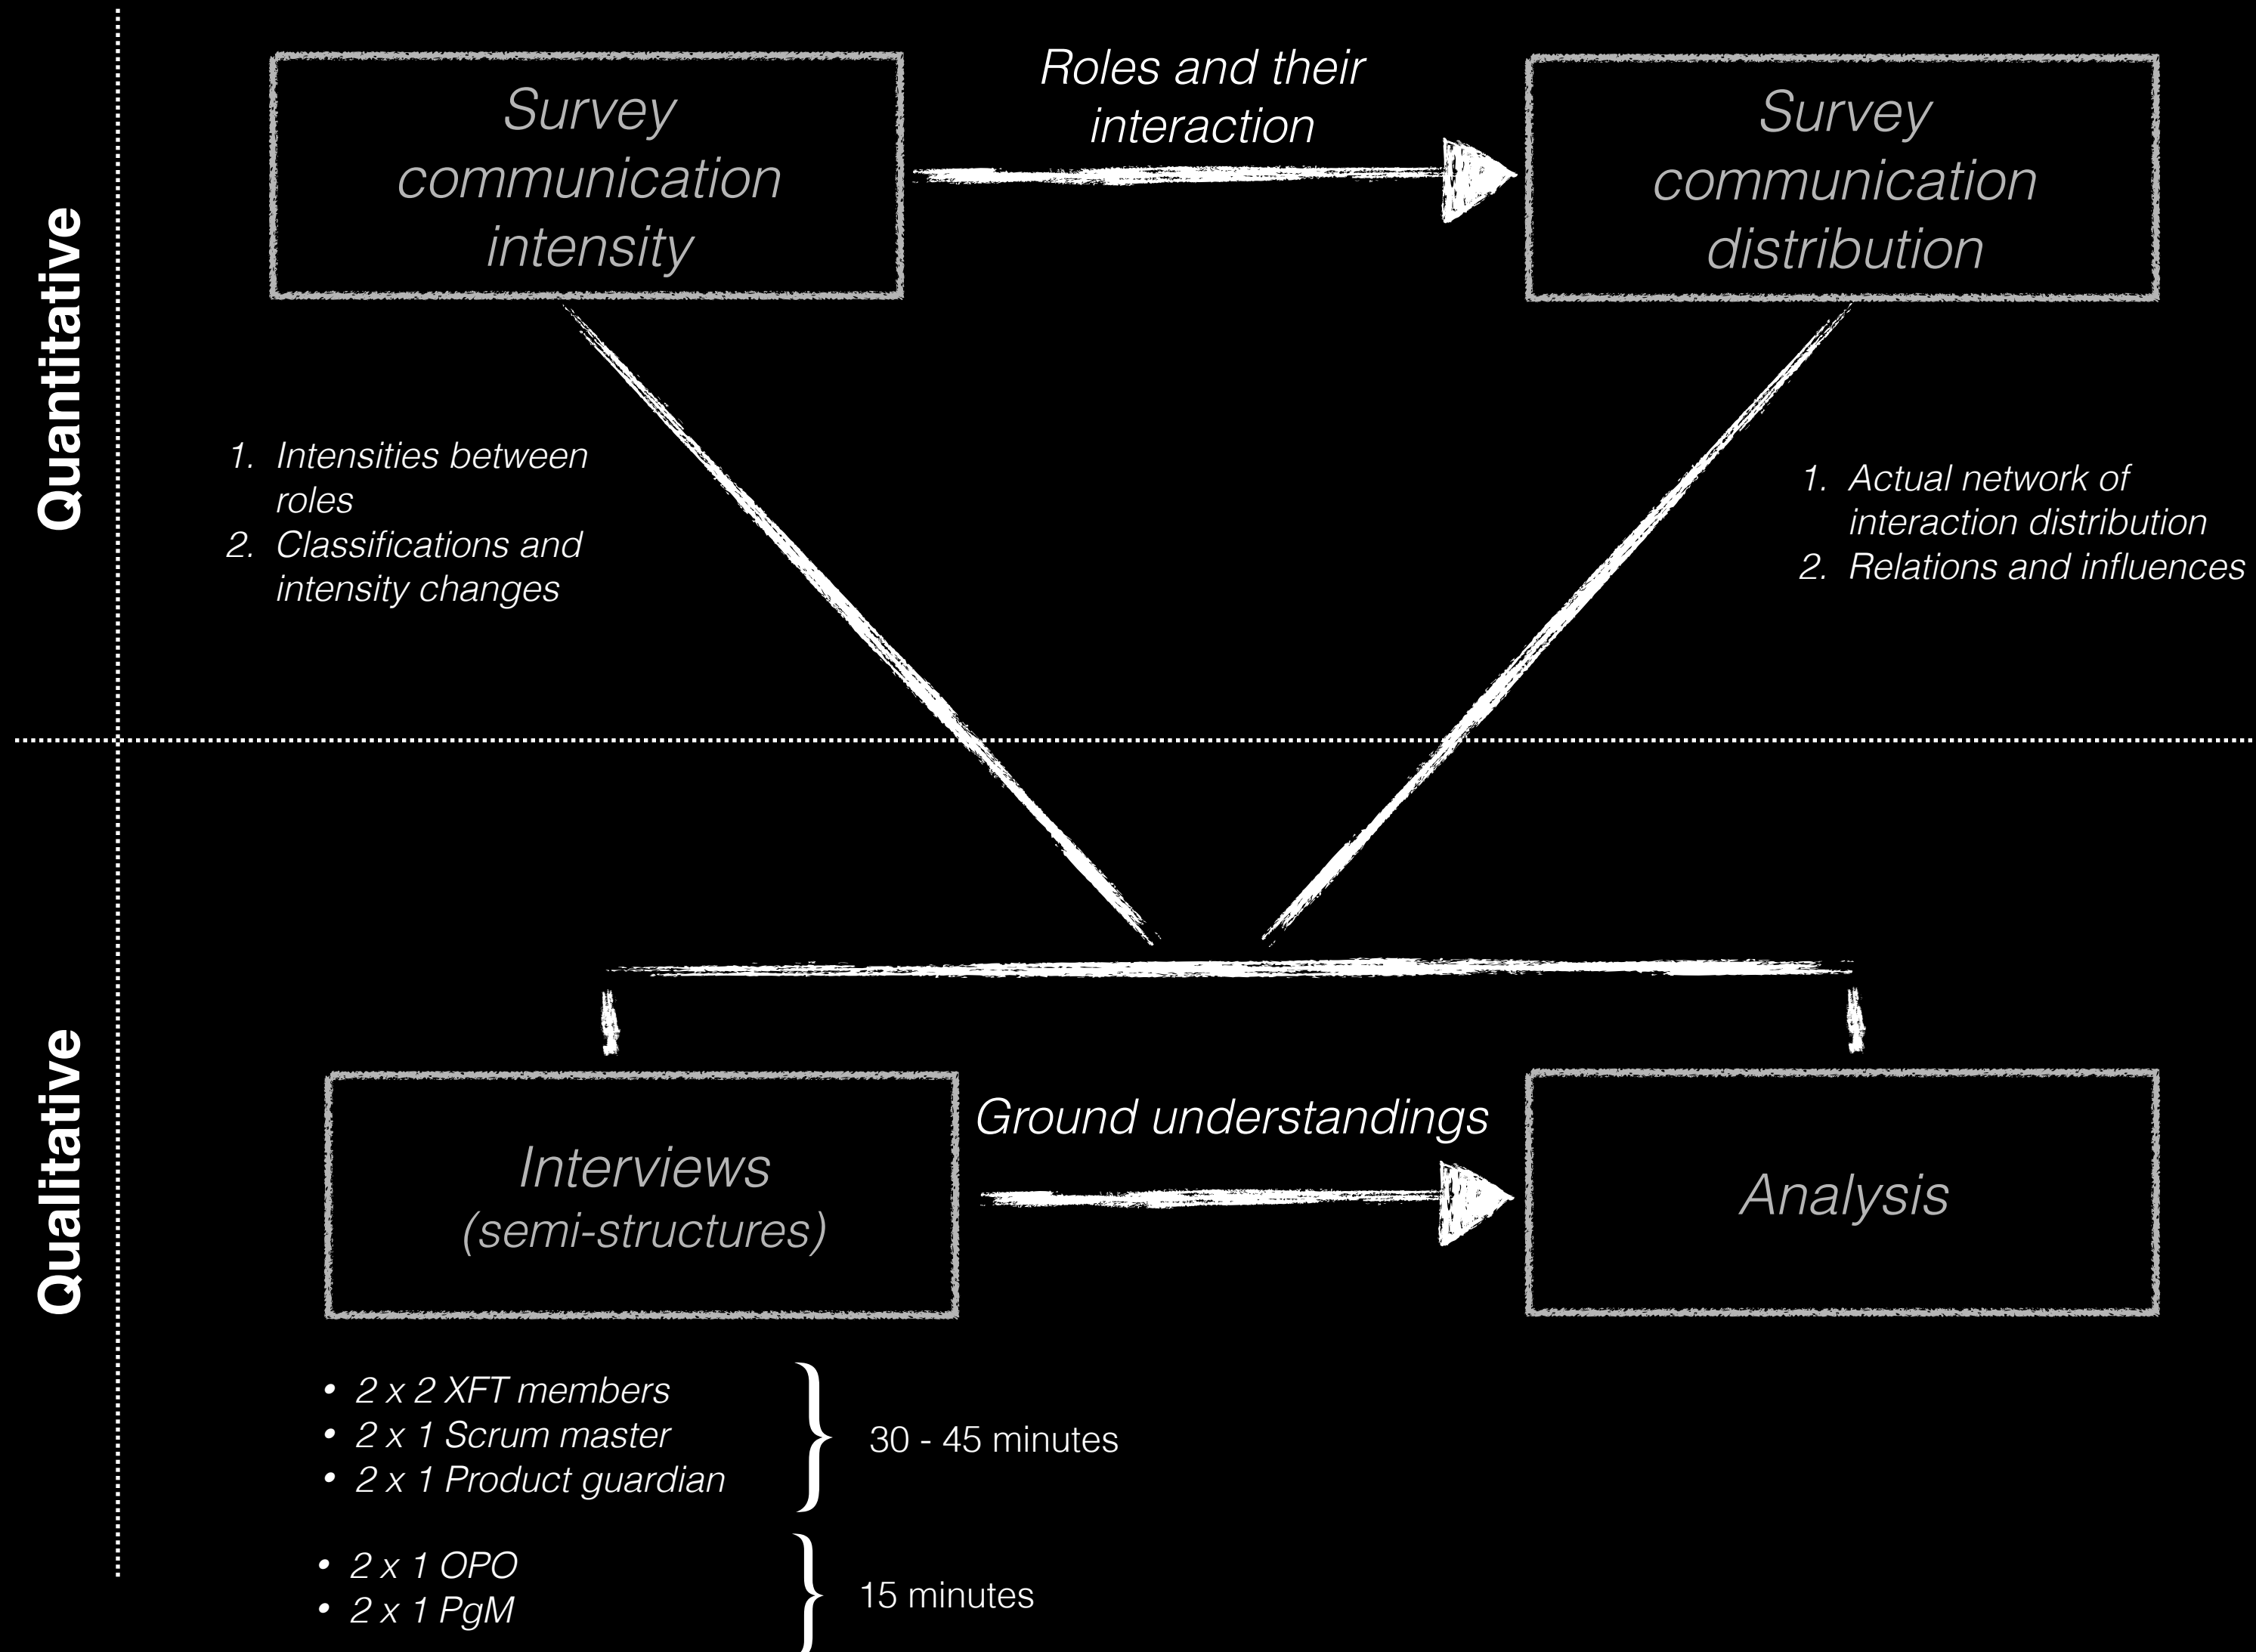 Quantitative
Survey
communication
intensity
Roles and their
interaction
Survey
communication
distribution
1. Intensities between
roles
2. Classifications and
intensity changes
1. Actual network of
interaction distribution
2. Relations and influences
Qualitative
Interviews
(semi-structures)
Ground understandings
Analysis
• 2 x 2 XFT members
• 2 x 1 Scrum master
• 2 x 1 Product guardian
30 - 45 minutes
• 2 x 1 OPO
• 2 x 1 PgM
15 minutes